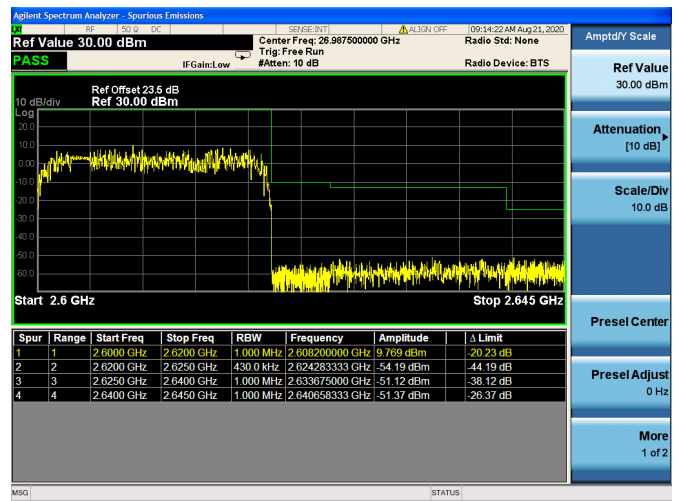 Agilent Spectrum Analyzer - Spurious Emissions
LXI RF 50 Ω DC SENSE:INT ALIGN OFF 09:14:22 AM Aug 21, 2020
Ref Value 30.00 dBm Center Freq: 26.987500000 GHz Radio Std: None
Trig: Free Run
PASS IFGain:Low #Atten: 10 dB Radio Device: BTS
Ref Offset 23.5 dB
10 dB/div Ref 30.00 dBm
Log
20.0
10.0
0.00
-10.0
-20.0
-30.0
-40.0
-50.0
-60.0
Start 2.6 GHz Stop 2.645 GHz
Spur Range Start Freq Stop Freq RBW Frequency Amplitude Δ Limit
1 1 2.6000 GHz 2.6200 GHz 1.000 MHz 2.608200000 GHz 9.769 dBm -20.23 dB
2 2 2.6200 GHz 2.6250 GHz 430.0 kHz 2.624283333 GHz -54.19 dBm -44.19 dB
3 3 2.6250 GHz 2.6400 GHz 1.000 MHz 2.633675000 GHz -51.12 dBm -38.12 dB
4 4 2.6400 GHz 2.6450 GHz 1.000 MHz 2.640658333 GHz -51.37 dBm -26.37 dB
MSG STATUS
Amptd/Y Scale
Ref Value
30.00 dBm
Attenuation
[10 dB]
Scale/Div
10.0 dB
Presel Center
Presel Adjust
0 Hz
More
1 of 2